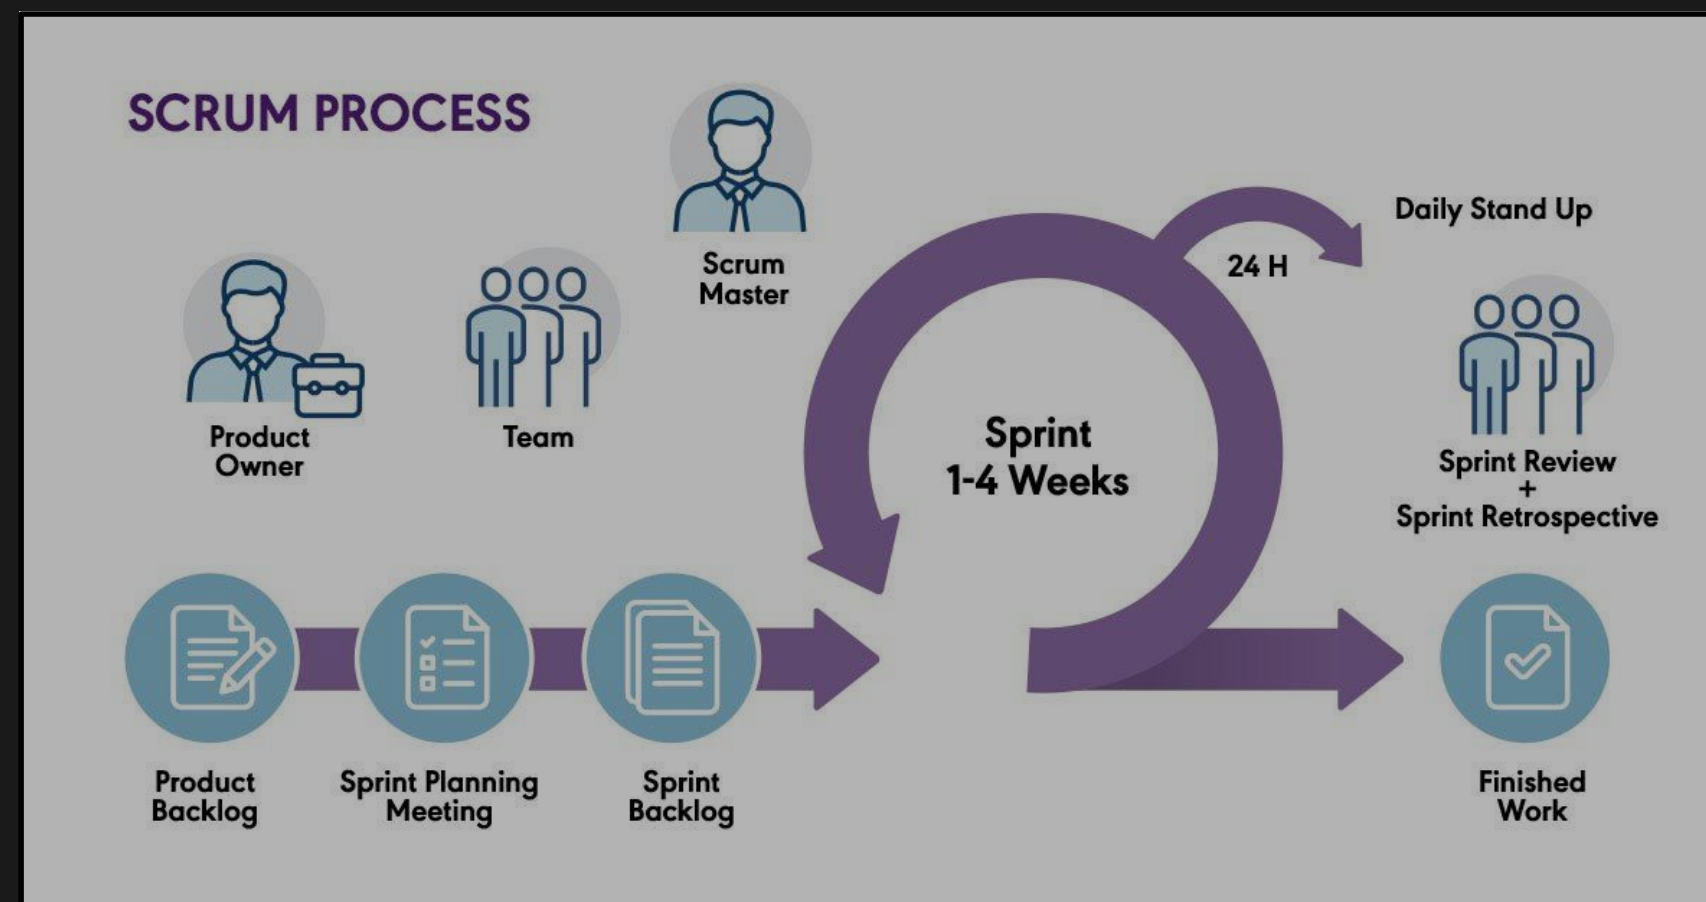 SCRUM PROCESS
Scrum
Master
Daily Stand Up
24 H
Product
Owner
Team
Sprint
1-4 Weeks
Sprint Review
+
Sprint Retrospective
Product
Backlog
Sprint Planning
Meeting
Sprint
Backlog
Finished
Work